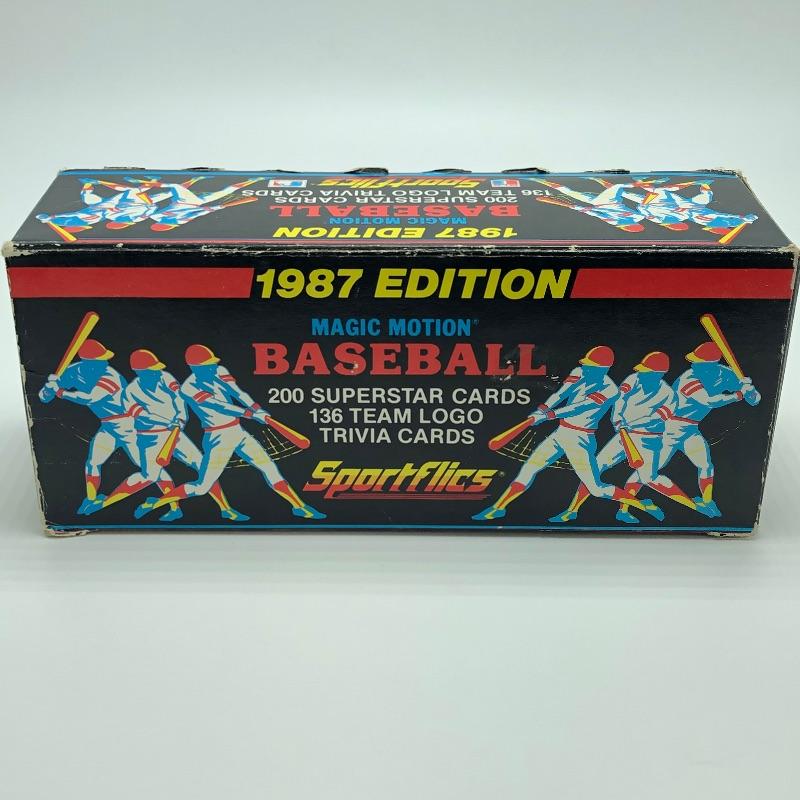 Sportflics
136 TEAM LOGO TRIVIA CARDS
200 SUPERSTAR CARDS
BASEBALL
MAGIC MOTION
1987 EDITION
1987 EDITION
MAGIC MOTION®
BASEBALL
200 SUPERSTAR CARDS
136 TEAM LOGO
TRIVIA CARDS
Sportflics®